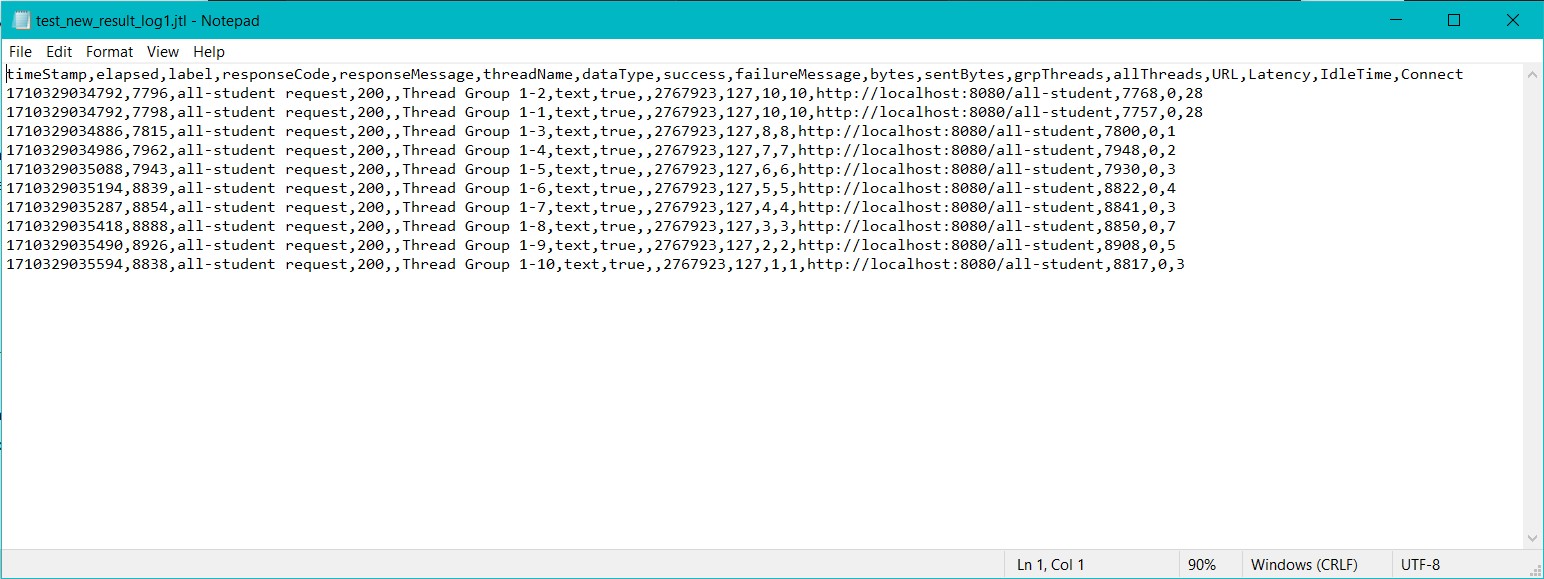 test_new_result_log1.jtl - Notepad
File Edit Format View Help
timeStamp,elapsed,label,responseCode,responseMessage,threadName,dataType,success,failureMessage,bytes,sentBytes,grpThreads,allThreads,URL,Latency,IdleTime,Connect
1710329034792,7796,all-student request,200,,Thread Group 1-2,text,true,,2767923,127,10,10,http://localhost:8080/all-student,7768,0,28
1710329034792,7798,all-student request,200,,Thread Group 1-1,text,true,,2767923,127,10,10,http://localhost:8080/all-student,7757,0,28
1710329034886,7815,all-student request,200,,Thread Group 1-3,text,true,,2767923,127,8,8,http://localhost:8080/all-student,7800,0,1
1710329034986,7962,all-student request,200,,Thread Group 1-4,text,true,,2767923,127,7,7,http://localhost:8080/all-student,7948,0,2
1710329035088,7943,all-student request,200,,Thread Group 1-5,text,true,,2767923,127,6,6,http://localhost:8080/all-student,7930,0,3
1710329035194,8839,all-student request,200,,Thread Group 1-6,text,true,,2767923,127,5,5,http://localhost:8080/all-student,8822,0,4
1710329035287,8854,all-student request,200,,Thread Group 1-7,text,true,,2767923,127,4,4,http://localhost:8080/all-student,8841,0,3
1710329035418,8888,all-student request,200,,Thread Group 1-8,text,true,,2767923,127,3,3,http://localhost:8080/all-student,8850,0,7
1710329035490,8926,all-student request,200,,Thread Group 1-9,text,true,,2767923,127,2,2,http://localhost:8080/all-student,8908,0,5
1710329035594,8838,all-student request,200,,Thread Group 1-10,text,true,,2767923,127,1,1,http://localhost:8080/all-student,8817,0,3
Ln 1, Col 1 90% Windows (CRLF) UTF-8